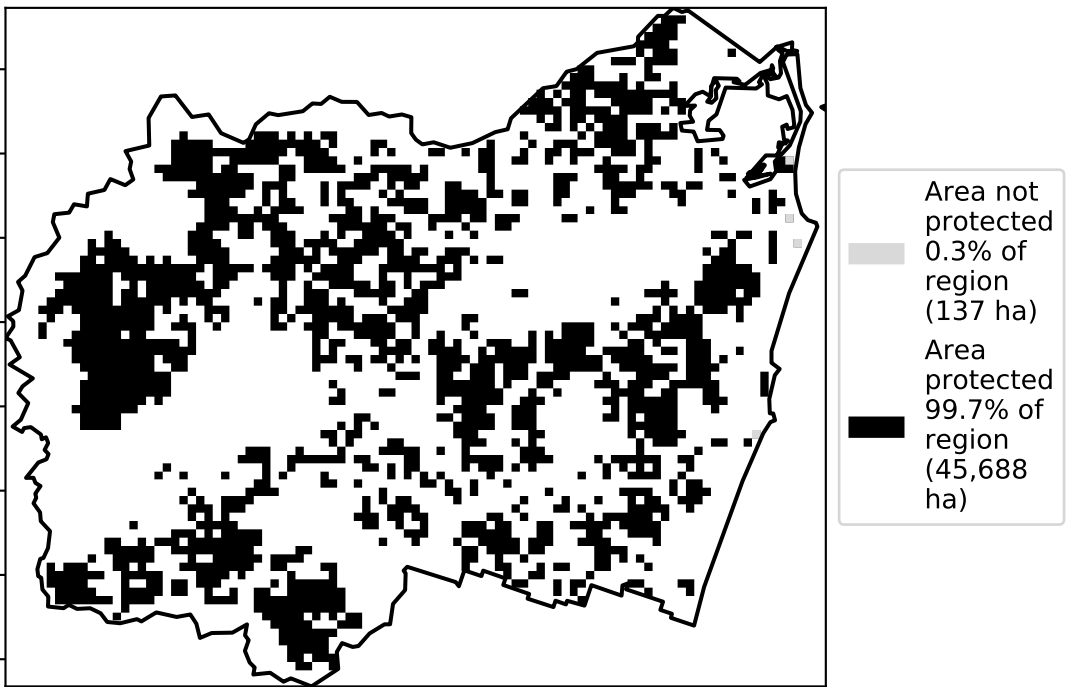 Area not
protected
0.3% of
region
(137 ha)
Area
protected
99.7% of
region
(45,688
ha)